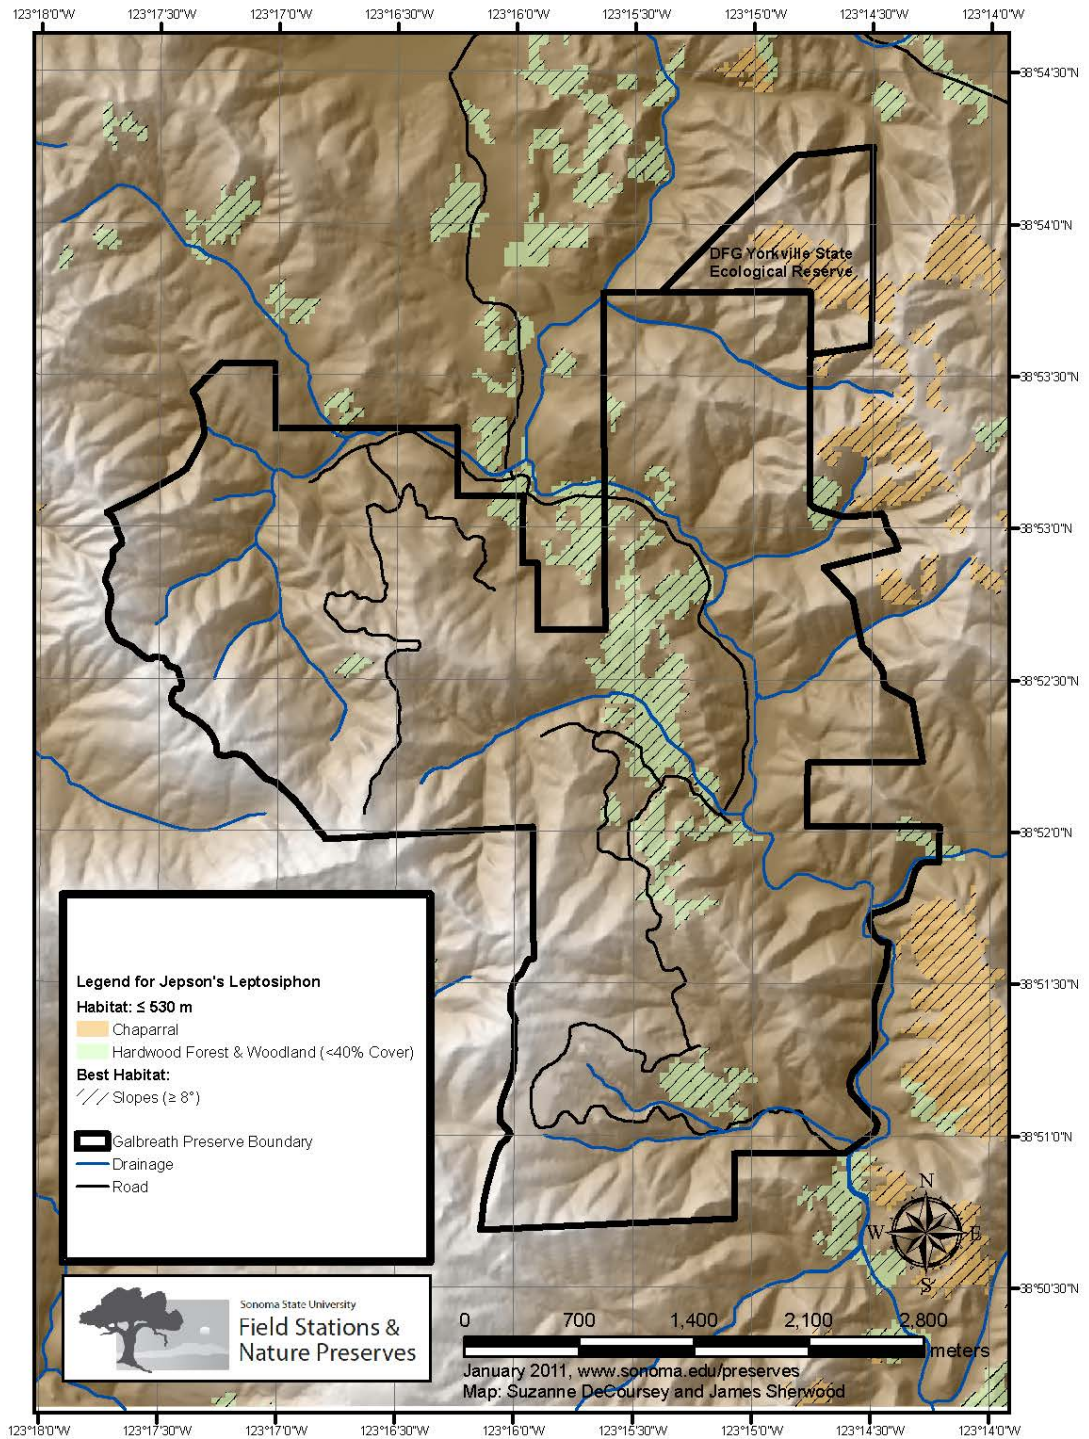 123°18'0"W 123°17'30"W 123°17'0"W 123°16'30"W 123°16'0"W 123°15'30"W 123°15'0"W 123°14'30"W 123°14'0"W
38°54'30"N
38°54'0"N
DFG Yorkville State
Ecological Reserve
38°53'30"N
38°53'0"N
38°52'30"N
38°52'0"N
38°51'30"N
38°51'0"N
38°50'30"N
Legend for Jepson's Leptosiphon
Habitat: ≤ 530 m
Chaparral
Hardwood Forest & Woodland (<40% Cover)
Best Habitat:
Slopes (≥ 8°)
Galbreath Preserve Boundary
Drainage
Road
N
W E
S
Sonoma State University
Field Stations &
Nature Preserves
0 700 1,400 2,100 2,800
meters
January 2011, www.sonoma.edu/preserves
Map: Suzanne DeCoursey and James Sherwood
123°18'0"W 123°17'30"W 123°17'0"W 123°16'30"W 123°16'0"W 123°15'30"W 123°15'0"W 123°14'30"W 123°14'0"W